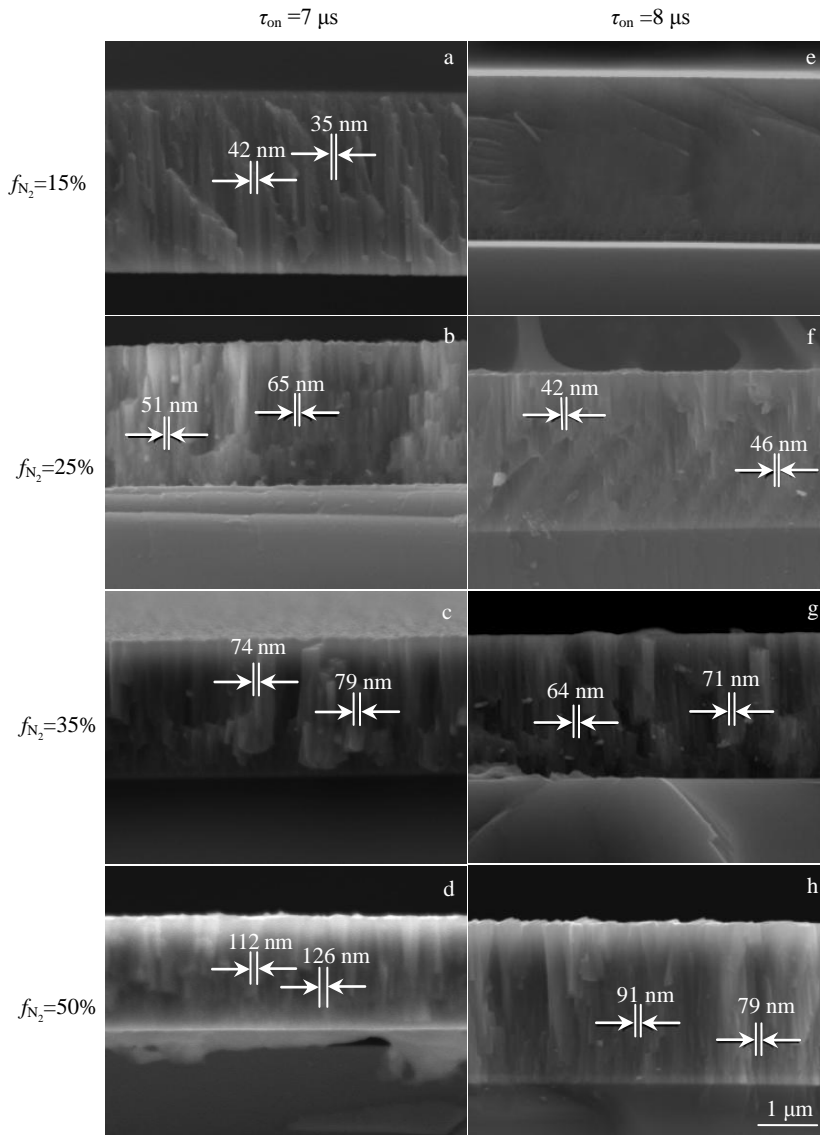 τon =7 μs
τon =8 μs
fN2=15%
a
35 nm
42 nm
e
fN2=25%
b
65 nm
51 nm
f
42 nm
46 nm
fN2=35%
c
74 nm
79 nm
g
64 nm
71 nm
fN2=50%
d
112 nm
126 nm
h
91 nm
79 nm
1 μm